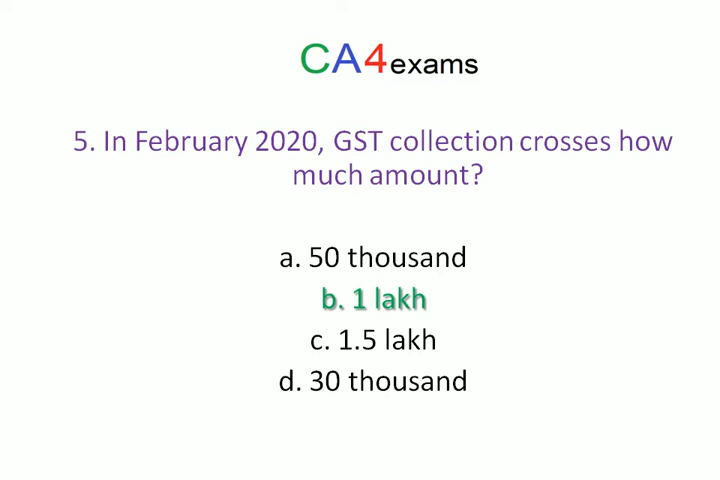 CA4exams
5. In February 2020, GST collection crosses how
much amount?
a. 50 thousand
b. 1 lakh
c. 1.5 lakh
d. 30 thousand